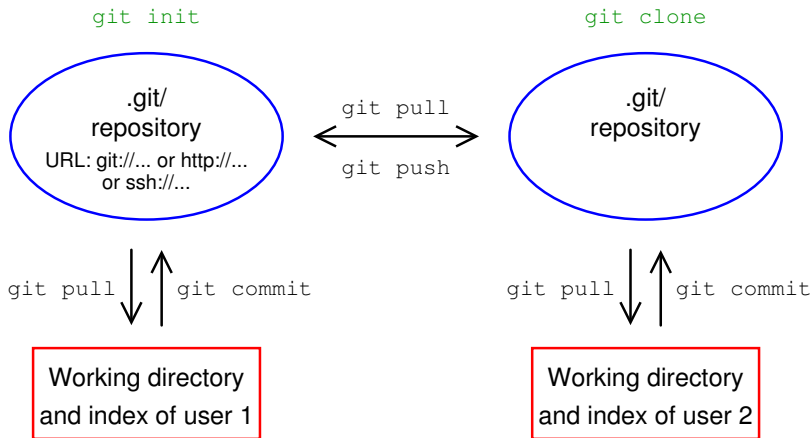 git init
git clone
.git/
repository
URL: git://... or http://...
or ssh://...
git pull
git push
.git/
repository
git pull
git commit
git pull
git commit
Working directory
and index of user 1
Working directory
and index of user 2